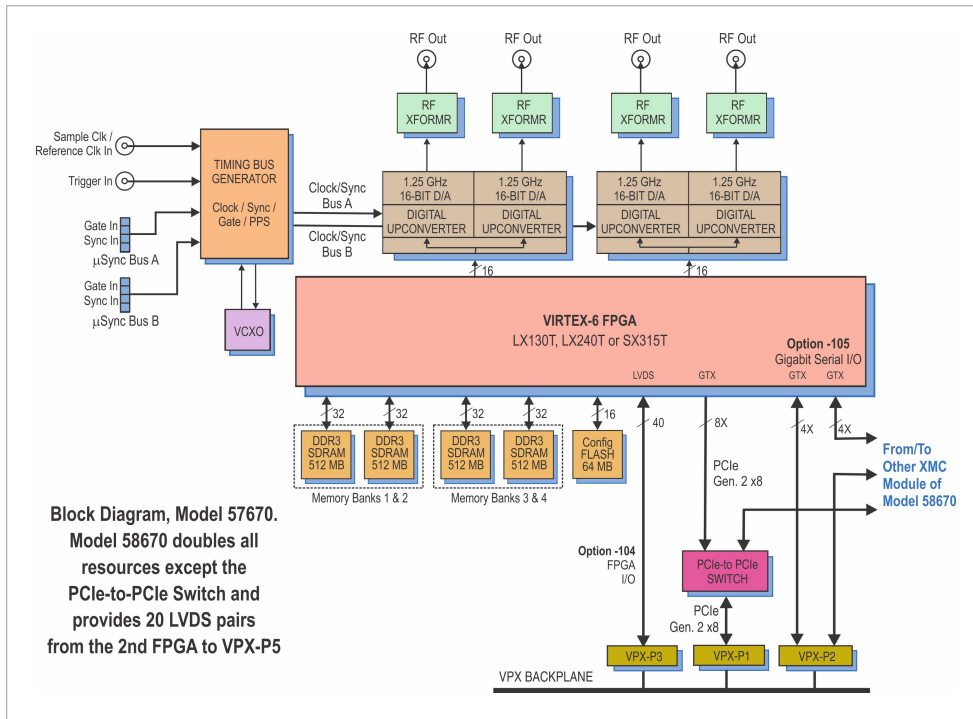 RF Out
RF Out
RF Out
RF Out
RF
XFORMR
RF
XFORMR
RF
XFORMR
RF
XFORMR
Sample Clk /
Reference Clk In
Trigger In
Gate In
Sync In
μSync Bus A
Gate In
Sync In
μSync Bus B
TIMING BUS
GENERATOR
Clock / Sync /
Gate / PPS
VCXO
Clock/Sync
Bus A
Clock/Sync
Bus B
1.25 GHz
16-BIT D/A
DIGITAL
UPCONVERTER
1.25 GHz
16-BIT D/A
DIGITAL
UPCONVERTER
1.25 GHz
16-BIT D/A
DIGITAL
UPCONVERTER
1.25 GHz
16-BIT D/A
DIGITAL
UPCONVERTER
16
16
VIRTEX-6 FPGA
LX130T, LX240T or SX315T
Option -105
Gigabit Serial I/O
LVDS
GTX
GTX
GTX
32
32
32
32
16
40
8X
4X
4X
DDR3
SDRAM
512 MB
DDR3
SDRAM
512 MB
DDR3
SDRAM
512 MB
DDR3
SDRAM
512 MB
Config
FLASH
64 MB
Memory Banks 1 & 2
Memory Banks 3 & 4
PCIe
Gen. 2 x8
From/To
Other XMC
Module of
Model 58670
Block Diagram, Model 57670.
Model 58670 doubles all
resources except the
PCIe-to-PCIe Switch and
provides 20 LVDS pairs
from the 2nd FPGA to VPX-P5
Option -104
FPGA
I/O
PCIe-to PCIe
SWITCH
PCIe
Gen. 2 x8
VPX-P3
VPX-P1
VPX-P2
VPX BACKPLANE